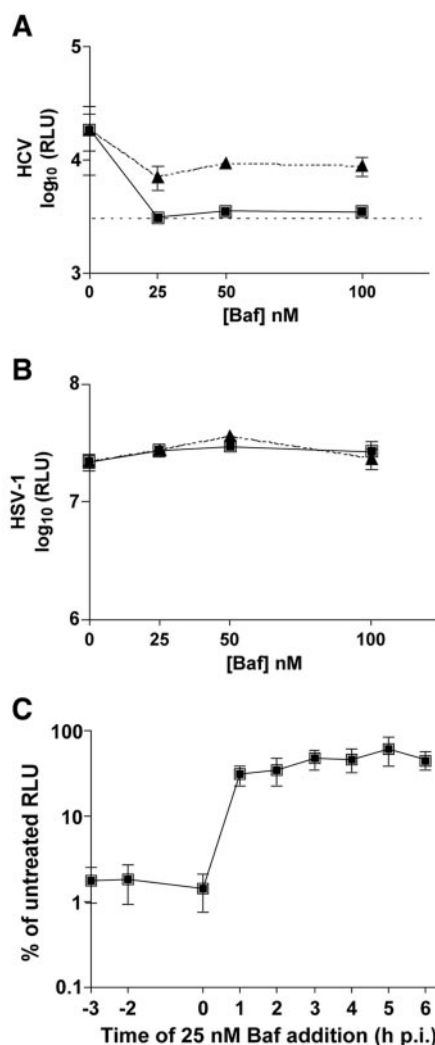 A
HCV
log₁₀ (RLU)
5
4
3
0
25
50
100
[Baf] nM
B
HSV-1
log₁₀ (RLU)
8
7
6
0
25
50
100
[Baf] nM
C
% of untreated RLU
100
10
1
0.1
-3
-2
0
1
2
3
4
5
6
Time of 25 nM Baf addition (h p.i.)